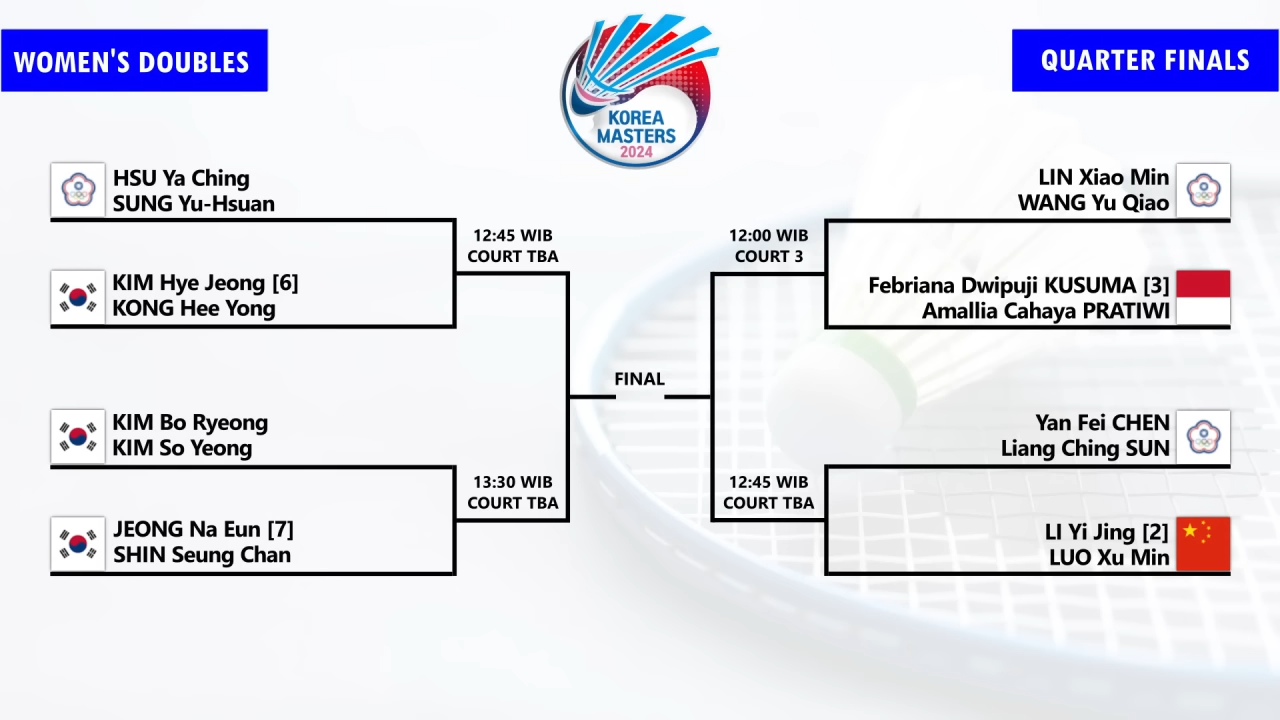 WOMEN'S DOUBLES
QUARTER FINALS
KOREA
MASTERS
2024
HSU Ya Ching
SUNG Yu-Hsuan
12:45 WIB
COURT TBA
KIM Hye Jeong [6]
KONG Hee Yong
KIM Bo Ryeong
KIM So Yeong
13:30 WIB
COURT TBA
JEONG Na Eun [7]
SHIN Seung Chan
FINAL
LIN Xiao Min
WANG Yu Qiao
12:00 WIB
COURT 3
Febriana Dwipuji KUSUMA [3]
Amallia Cahaya PRATIWI
Yan Fei CHEN
Liang Ching SUN
12:45 WIB
COURT TBA
LI Yi Jing [2]
LUO Xu Min